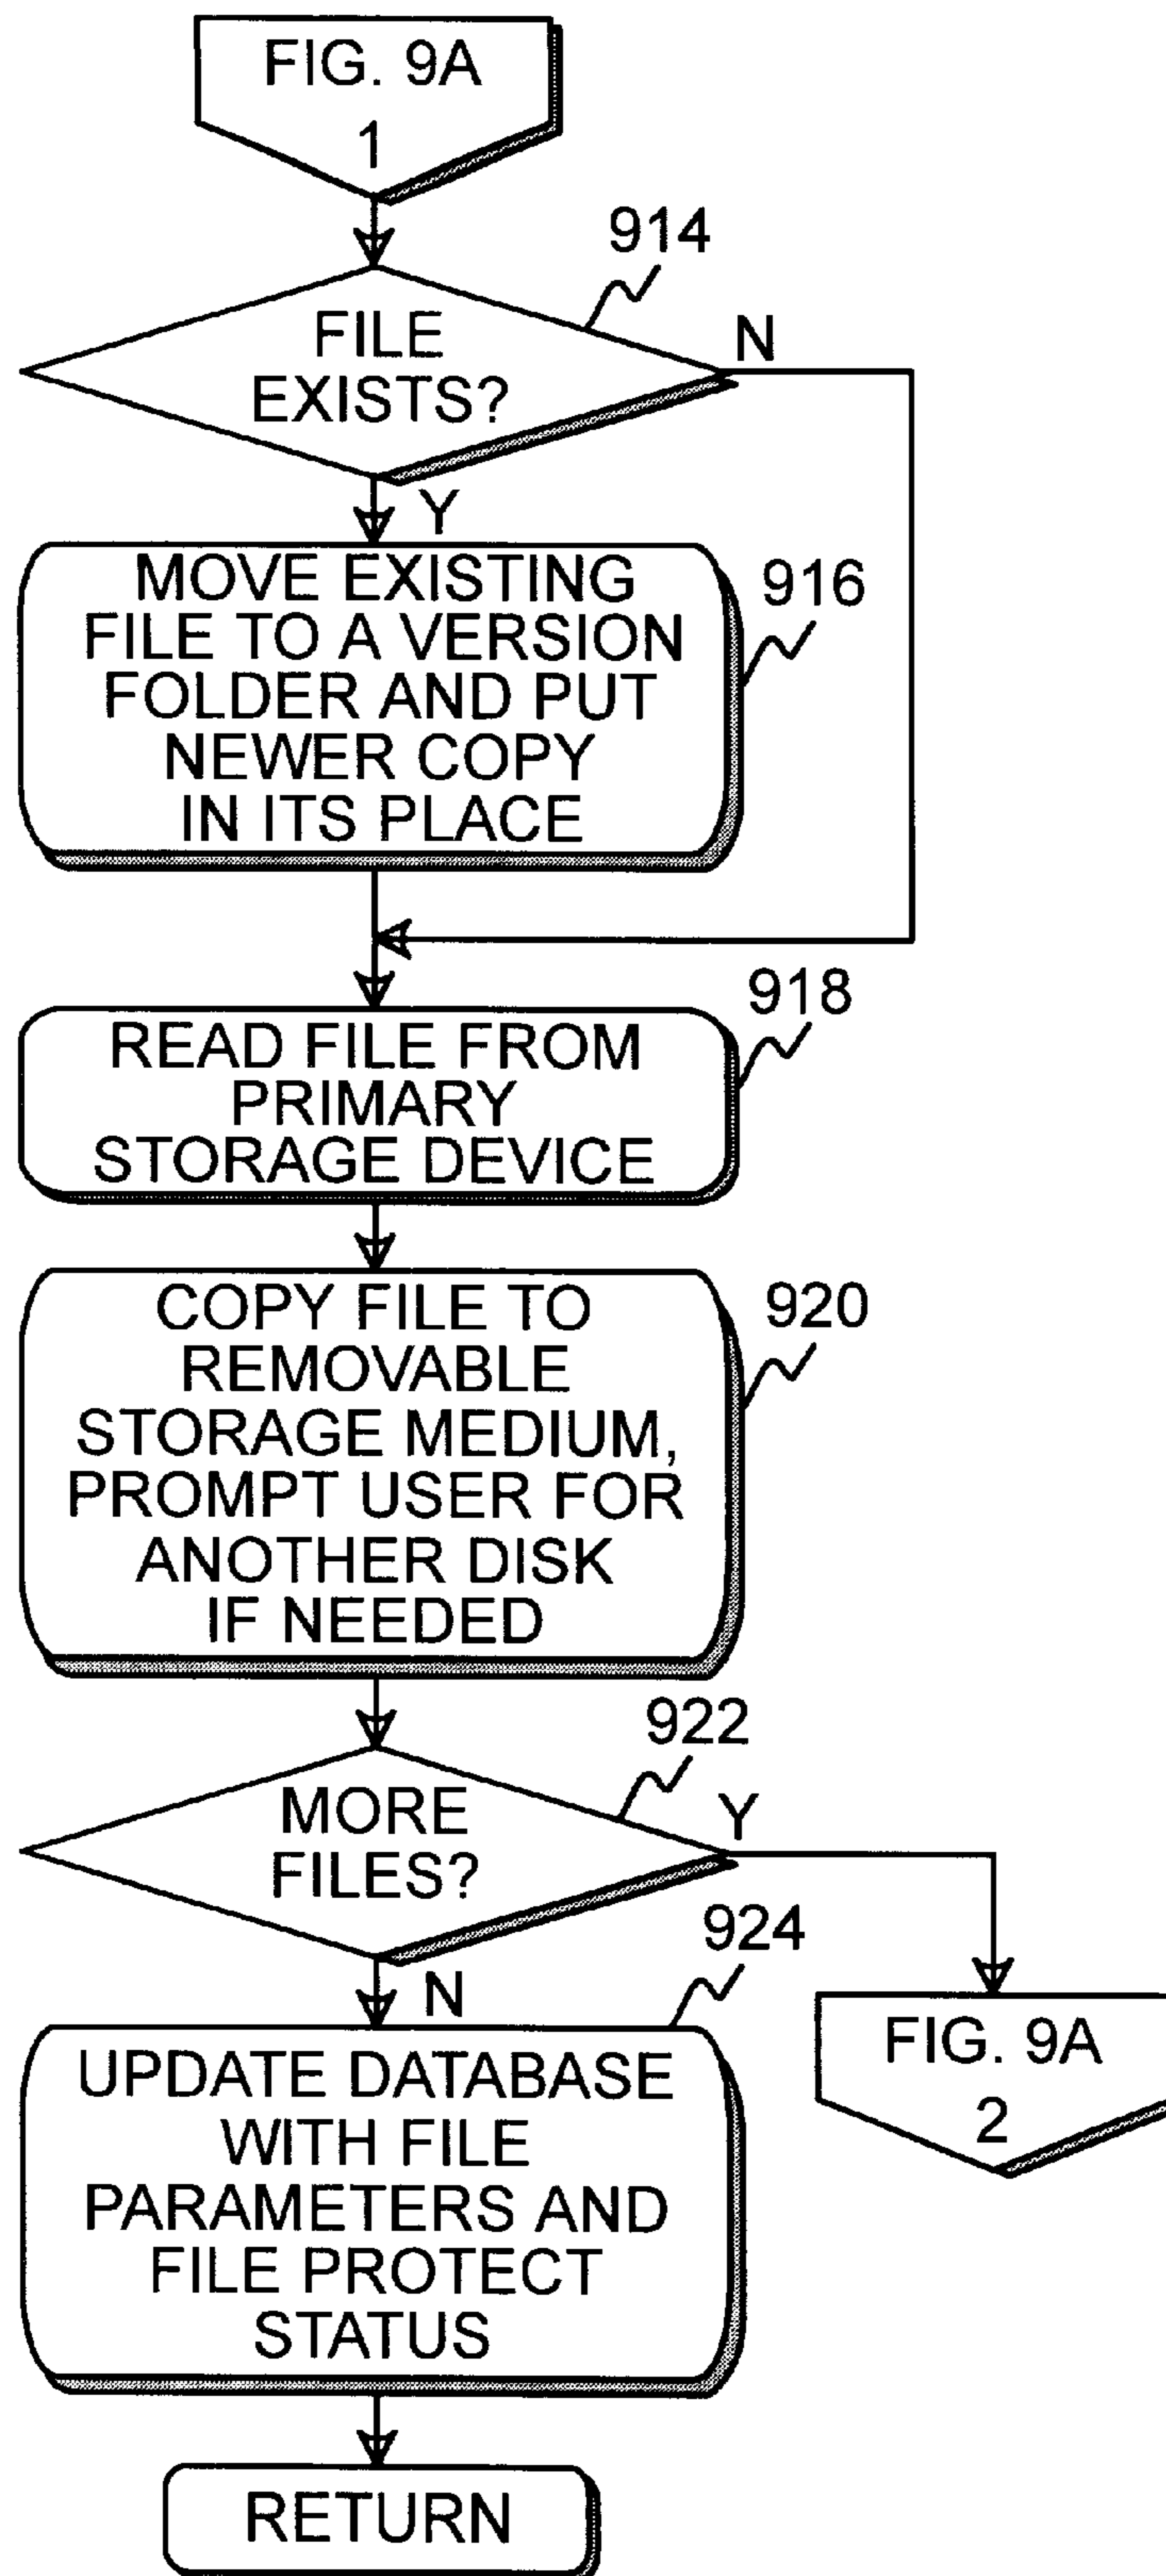 FIG. 9A
1
914
FILE
EXISTS?
N
Y
MOVE EXISTING
FILE TO A VERSION
FOLDER AND PUT
NEWER COPY
IN ITS PLACE
916
918
READ FILE FROM
PRIMARY
STORAGE DEVICE
COPY FILE TO
REMOVABLE
STORAGE MEDIUM,
PROMPT USER FOR
ANOTHER DISK
IF NEEDED
920
922
MORE
FILES?
Y
N
924
UPDATE DATABASE
WITH FILE
PARAMETERS AND
FILE PROTECT
STATUS
FIG. 9A
2
RETURN